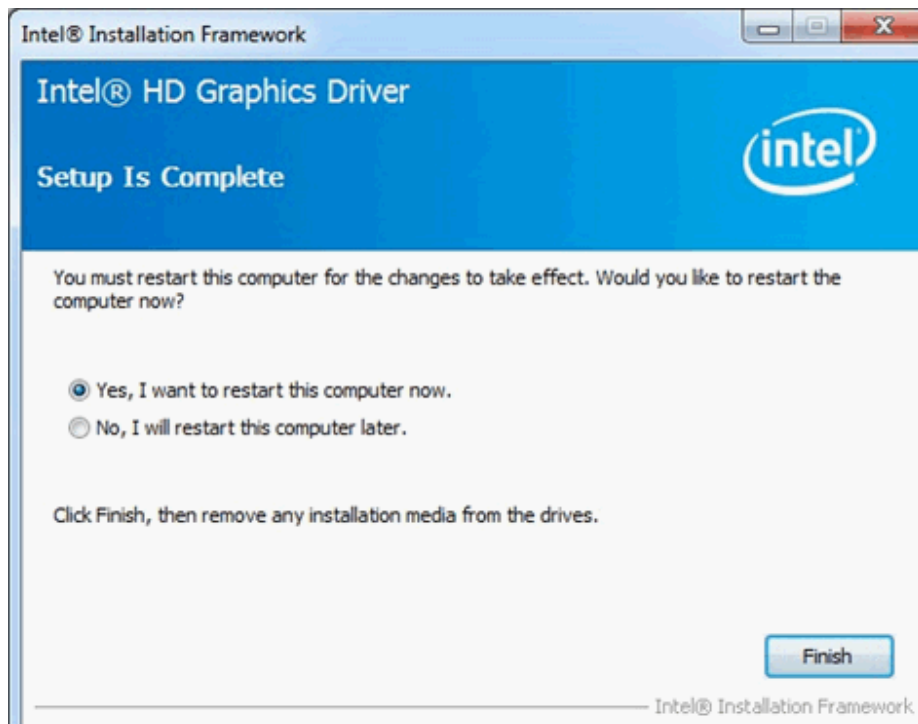 Intel® Installation Framework
Intel® HD Graphics Driver
intel
Setup Is Complete
You must restart this computer for the changes to take effect. Would you like to restart the
computer now?
Yes, I want to restart this computer now.
No, I will restart this computer later.
Click Finish, then remove any installation media from the drives.
Finish
Intel® Installation Framework